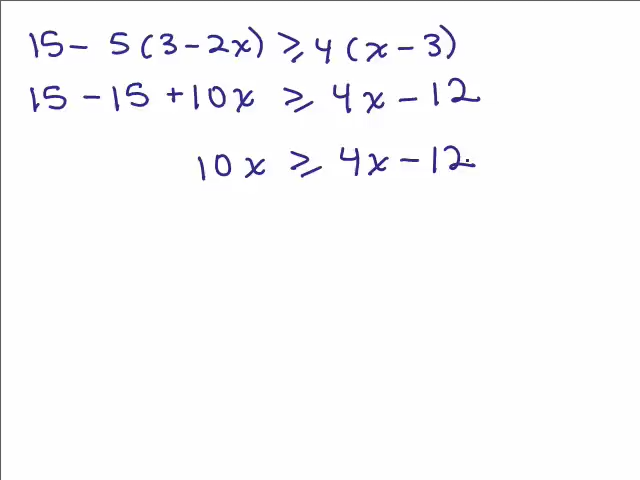 15 - 5 (3 - 2x) ≥ 4 (x - 3)
15 - 15 + 10x ≥ 4x - 12
10x ≥ 4x - 12